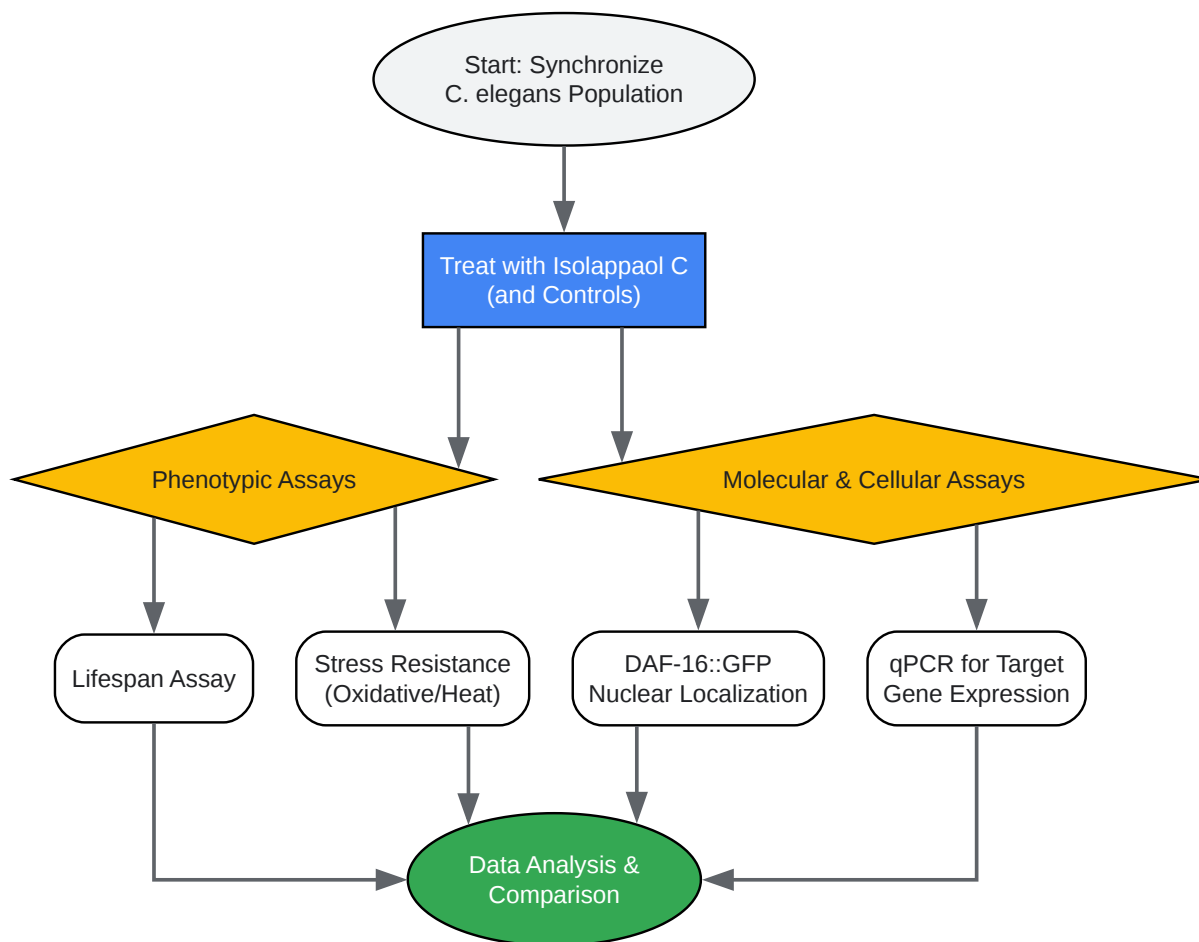 Start: Synchronize
C. elegans Population
Treat with Isolappaol C
(and Controls)
Phenotypic Assays
Molecular & Cellular Assays
Lifespan Assay
Stress Resistance
(Oxidative/Heat)
DAF-16::GFP
Nuclear Localization
qPCR for Target
Gene Expression
Data Analysis &
Comparison